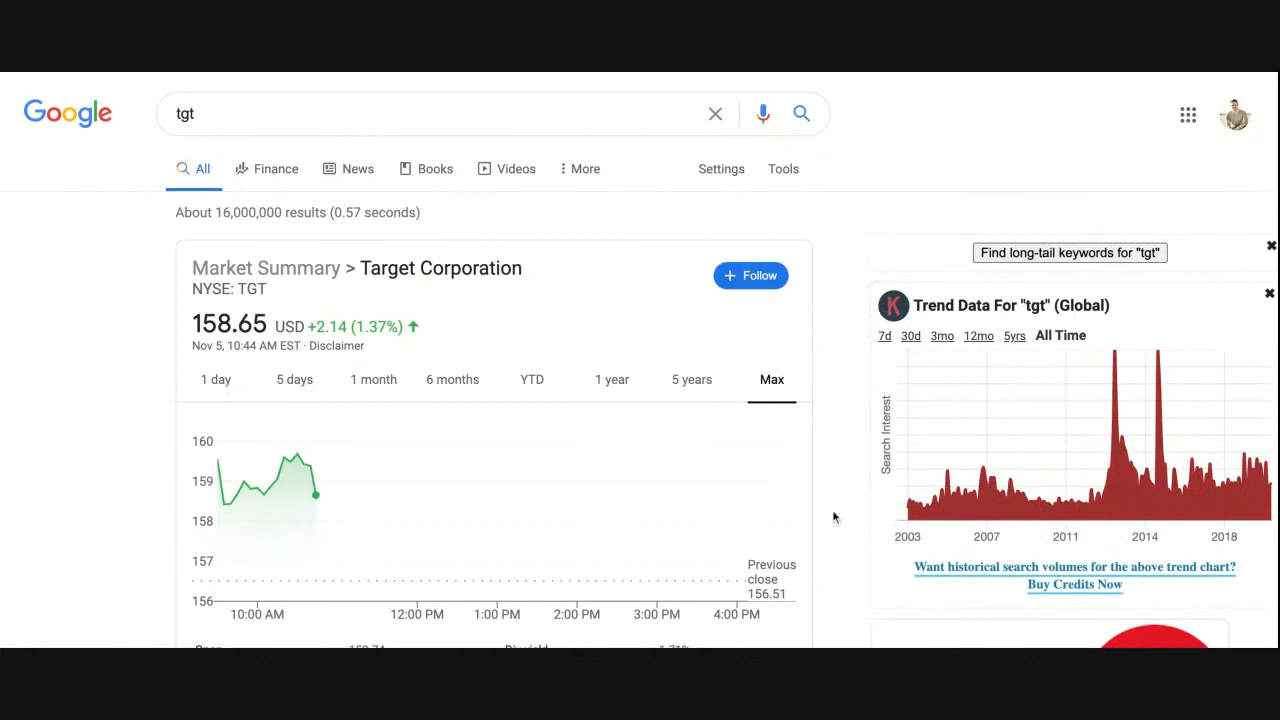 Google
tgt
All Finance News Books Videos More Settings Tools
About 16,000,000 results (0.57 seconds)
Market Summary > Target Corporation
NYSE: TGT
+ Follow
158.65 USD +2.14 (1.37%)
Nov 5, 10:44 AM EST · Disclaimer
1 day 5 days 1 month 6 months YTD 1 year 5 years Max
160
159
158
157
156
Previous
close
156.51
10:00 AM 12:00 PM 1:00 PM 2:00 PM 3:00 PM 4:00 PM
Find long-tail keywords for "tgt"
K Trend Data For "tgt" (Global)
7d 30d 3mo 12mo 5yrs All Time
Search Interest
2003 2007 2011 2014 2018
Want historical search volumes for the above trend chart?
Buy Credits Now